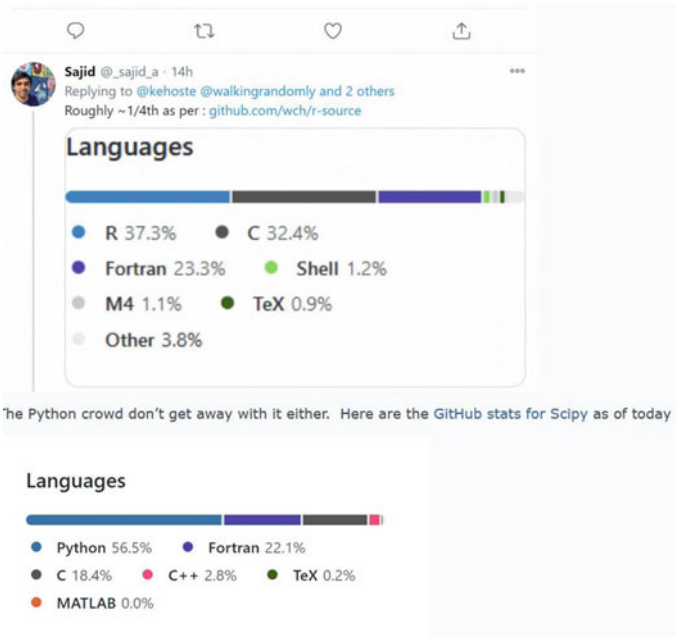 Sajid @_sajid_a · 14h
Replying to @kehoste @walkingrandomly and 2 others
Roughly ~1/4th as per : github.com/wch/r-source
Languages
R 37.3% C 32.4%
Fortran 23.3% Shell 1.2%
M4 1.1% TeX 0.9%
Other 3.8%
The Python crowd don't get away with it either. Here are the GitHub stats for Scipy as of today
Languages
Python 56.5% Fortran 22.1%
C 18.4% C++ 2.8% TeX 0.2%
MATLAB 0.0%